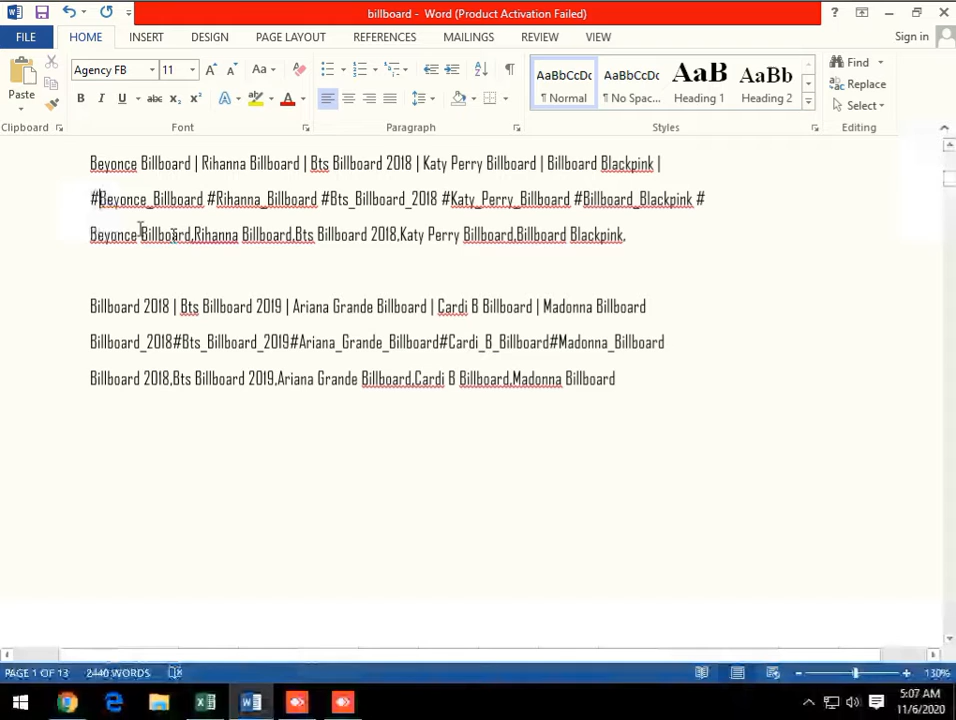 billboard - Word (Product Activation Failed)
FILE HOME INSERT DESIGN PAGE LAYOUT REFERENCES MAILINGS REVIEW VIEW Sign in
Paste
Agency FB 11
AaBbCcDc AaBbCcDc AaB AaBb
¶ Normal ¶ No Spac... Heading 1 Heading 2
Find
Replace
Select
Clipboard Font Paragraph Styles Editing
Beyonce Billboard | Rihanna Billboard | Bts Billboard 2018 | Katy Perry Billboard | Billboard Blackpink |
#Beyonce_Billboard #Rihanna_Billboard #Bts_Billboard_2018 #Katy_Perry_Billboard #Billboard_Blackpink #
Beyonce Billboard,Rihanna Billboard,Bts Billboard 2018,Katy Perry Billboard,Billboard Blackpink,
Billboard 2018 | Bts Billboard 2019 | Ariana Grande Billboard | Cardi B Billboard | Madonna Billboard
Billboard_2018#Bts_Billboard_2019#Ariana_Grande_Billboard#Cardi_B_Billboard#Madonna_Billboard
Billboard 2018,Bts Billboard 2019,Ariana Grande Billboard,Cardi B Billboard,Madonna Billboard
PAGE 1 OF 13 2440 WORDS 130%
5:07 AM
11/6/2020